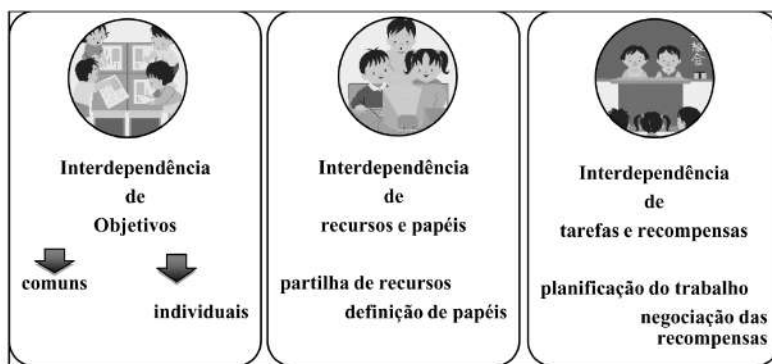 Interdependência
de
Objetivos
comuns
individuais
Interdependência
de
recursos e papéis
partilha de recursos
definição de papéis
Interdependência
de
tarefas e recompensas
planificação do trabalho
negociação das
recompensas